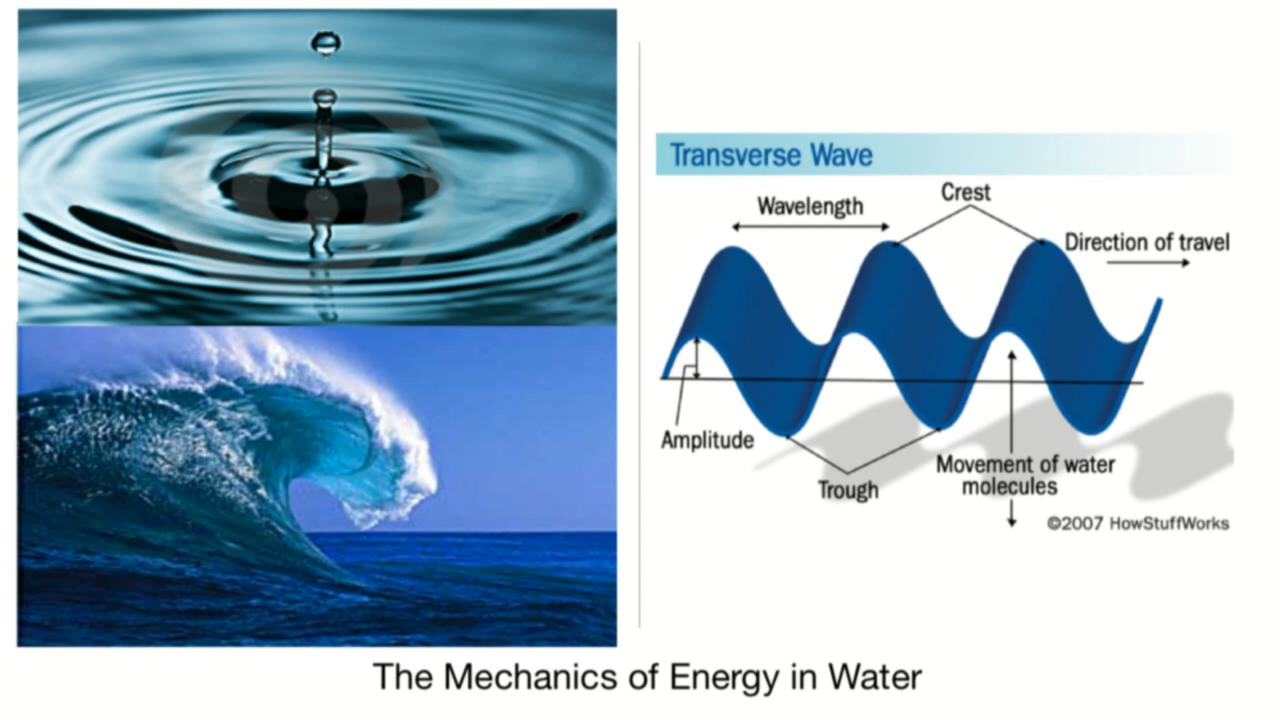 Transverse Wave
Crest
Wavelength
Direction of travel
Amplitude
Movement of water
molecules
Trough
©2007 HowStuffWorks
The Mechanics of Energy in Water